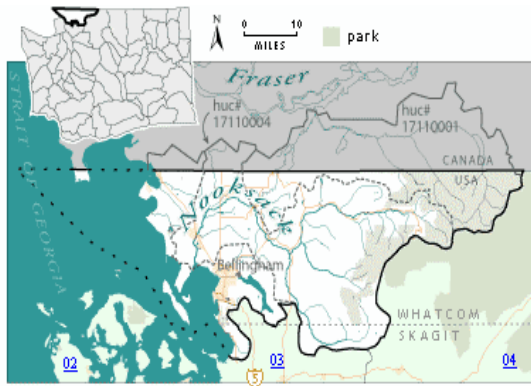 N
0 10
MILES
park
Fraser
huc#
17110004
huc#
17110001
CANADA
USA
STRAIT OF GEORGIA
Nooksack
Bellingham
WHATCOM
SKAGIT
02
03
04
5